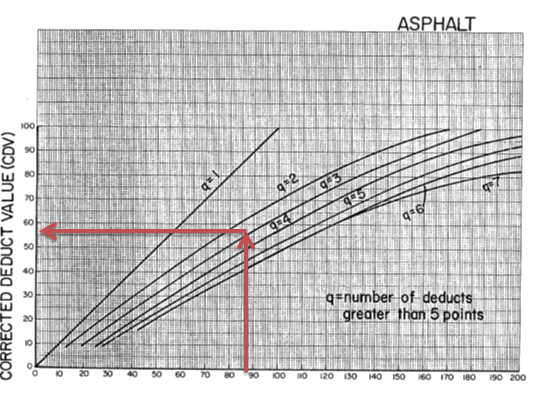 ASPHALT
CORRECTED DEDUCT VALUE (CDV)
100
90
80
70
60
50
40
30
20
10
0
q=1
q=2
q=3
q=4
q=5
q=6
q=7
q=number of deducts
greater than 5 points
0 10 20 30 40 50 60 70 80 90 100 110 120 130 140 150 160 170 180 190 200